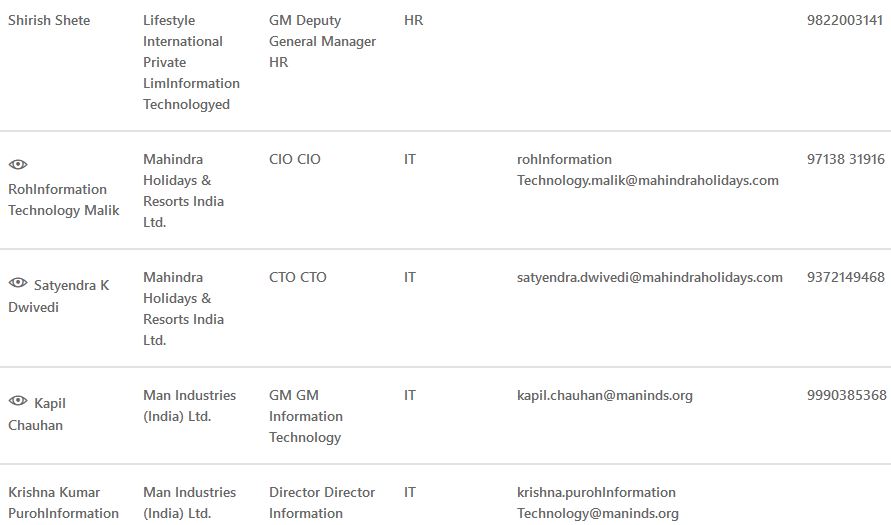 Shirish Shete
Lifestyle
International
Private
LimInformation
Technologyed
GM Deputy
General Manager
HR
HR
9822003141
RohInformation
Technology Malik
Mahindra
Holidays &
Resorts India
Ltd.
CIO CIO
IT
rohInformation
Technology.malik@mahindraholidays.com
97138 31916
Satyendra K
Dwivedi
Mahindra
Holidays &
Resorts India
Ltd.
CTO CTO
IT
satyendra.dwivedi@mahindraholidays.com
9372149468
Kapil
Chauhan
Man Industries
(India) Ltd.
GM GM
Information
Technology
IT
kapil.chauhan@maninds.org
9990385368
Krishna Kumar
PurohInformation
Man Industries
(India) Ltd.
Director Director
Information
IT
krishna.purohInformation
Technology@maninds.org